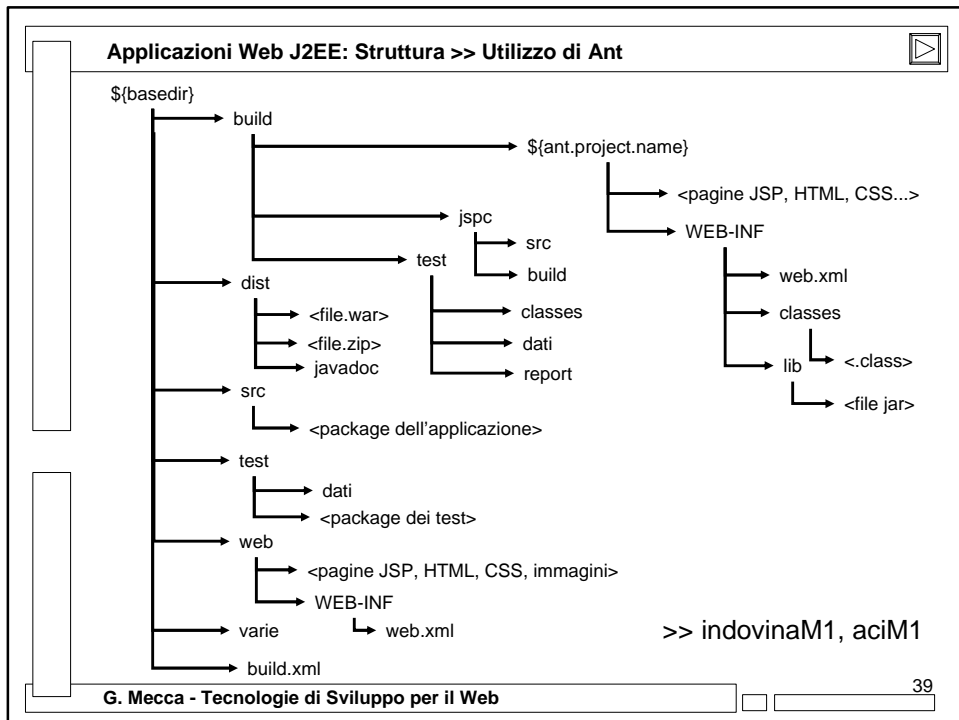 Applicazioni Web J2EE: Struttura >> Utilizzo di Ant
${basedir}
build
${ant.project.name}
<pagine JSP, HTML, CSS...>
WEB-INF
web.xml
classes
<.class>
lib
<file jar>
jspc
src
build
test
classes
dati
report
dist
<file.war>
<file.zip>
javadoc
src
<package dell'applicazione>
test
dati
<package dei test>
web
<pagine JSP, HTML, CSS, immagini>
WEB-INF
web.xml
varie
build.xml
>> indovinaM1, aciM1
G. Mecca - Tecnologie di Sviluppo per il Web
39